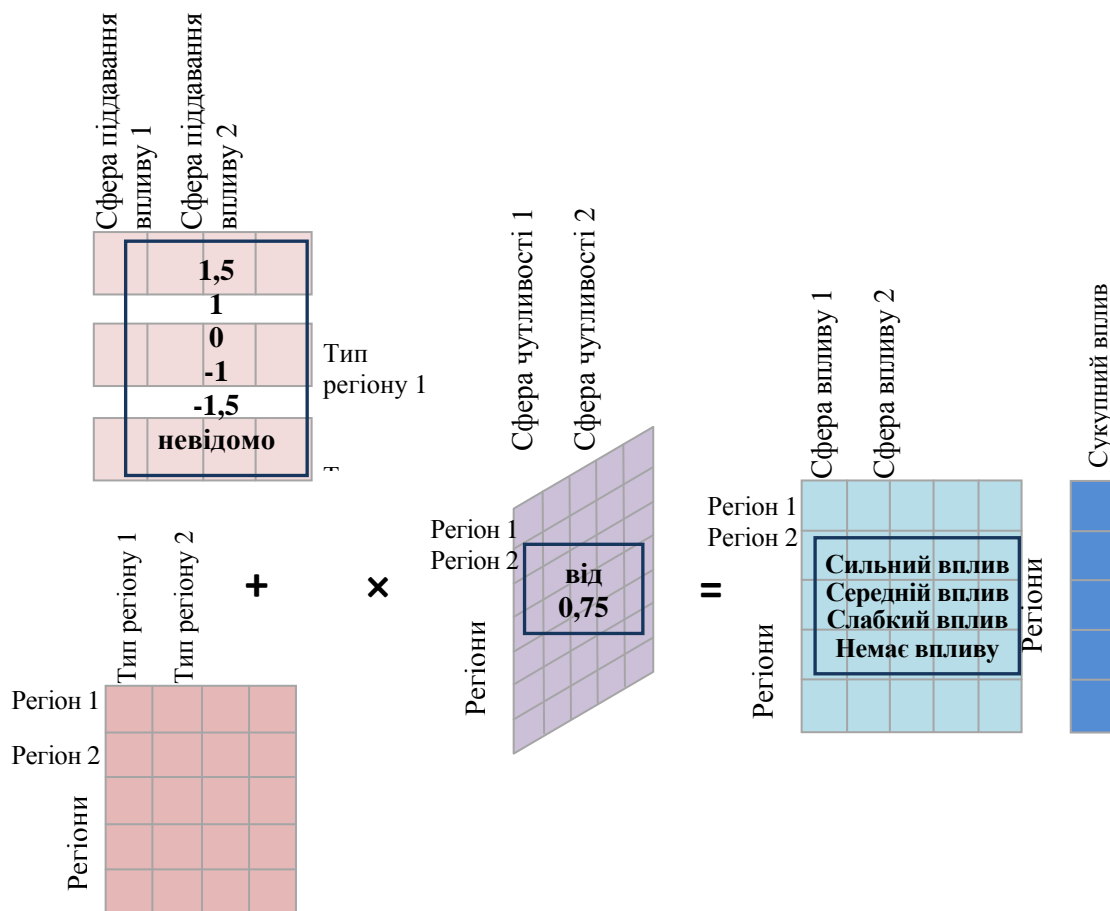 Сфера піддавання
впливу 1
Сфера піддавання
впливу 2
1,5
1
0
-1
-1,5
невідомо
Тип
регіону 1
Тип регіону 1
Тип регіону 2
Регіон 1
Регіон 2
Регіони
+
×
Сфера чутливості 1
Сфера чутливості 2
Регіон 1
Регіон 2
Регіони
від
0,75
=
Сфера впливу 1
Сфера впливу 2
Регіон 1
Регіон 2
Регіони
Сильний вплив
Середній вплив
Слабкий вплив
Немає впливу
Сукупний вплив
Регіони